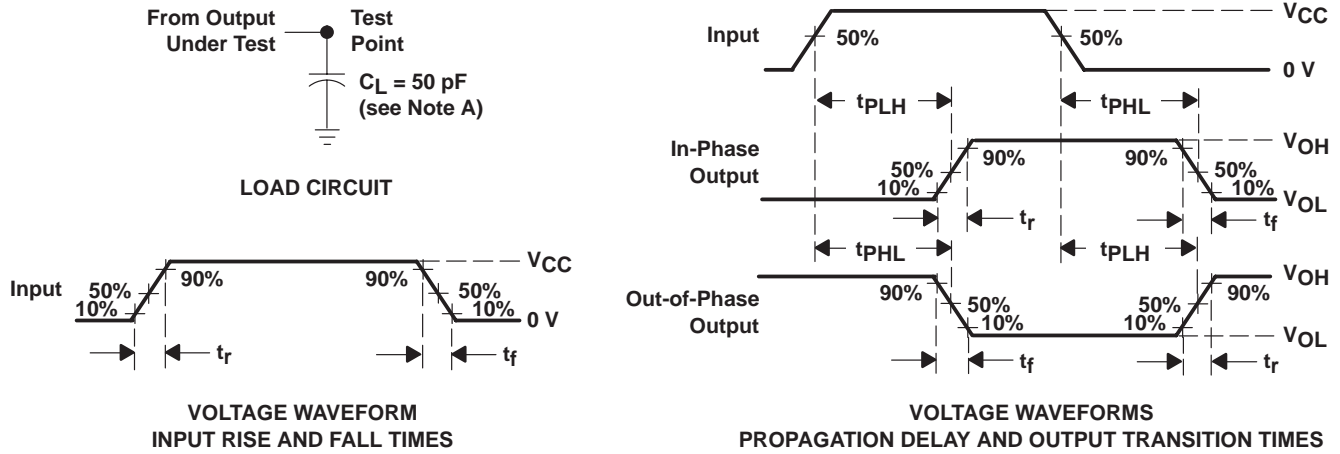 From Output
Under Test
Test
Point
CL = 50 pF
(see Note A)
LOAD CIRCUIT
Input
50%
10%
90%
90%
50%
10%
VCC
0 V
tr
tf
VOLTAGE WAVEFORM
INPUT RISE AND FALL TIMES
Input
50%
50%
VCC
0 V
tPLH
tPHL
In-Phase
Output
50%
10%
90%
90%
50%
10%
VOH
VOL
tr
tf
tPHL
tPLH
Out-of-Phase
Output
90%
50%
10%
50%
10%
90%
VOH
VOL
tf
tr
VOLTAGE WAVEFORMS
PROPAGATION DELAY AND OUTPUT TRANSITION TIMES